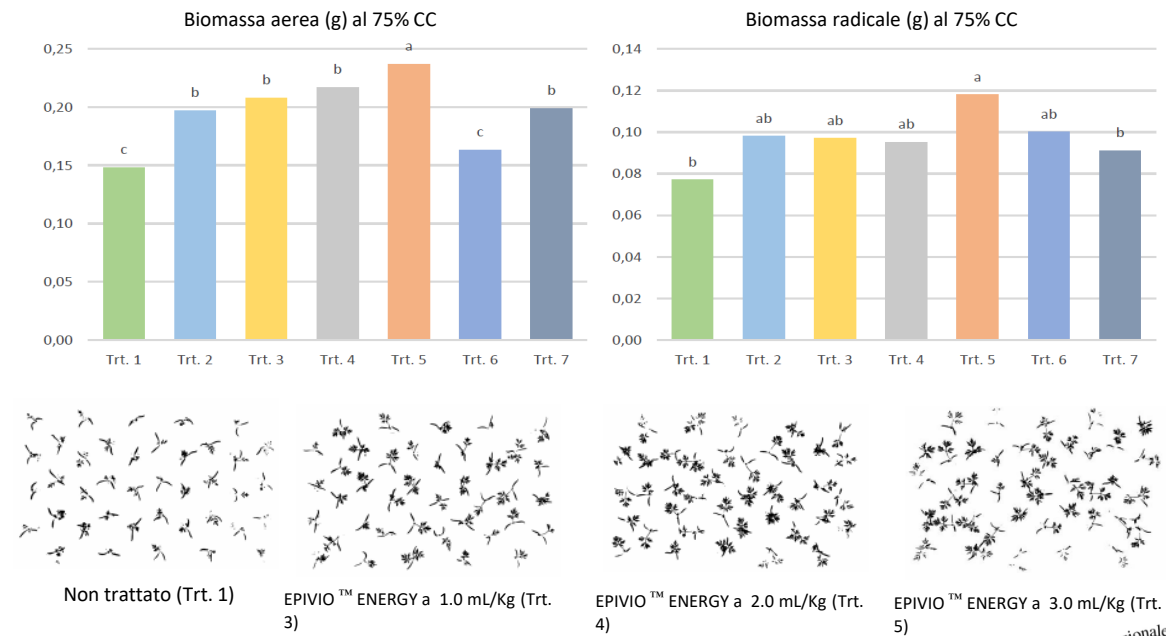 Biomassa aerea (g) al 75% CC
0,25
0,20
0,15
0,10
0,05
0,00
c
b
b
b
a
c
b
Trt. 1 Trt. 2 Trt. 3 Trt. 4 Trt. 5 Trt. 6 Trt. 7
Biomassa radicale (g) al 75% CC
0,14
0,12
0,10
0,08
0,06
0,04
0,02
0,00
b
ab
ab
ab
a
ab
b
Trt. 1 Trt. 2 Trt. 3 Trt. 4 Trt. 5 Trt. 6 Trt. 7
Non trattato (Trt. 1)
EPIVIO ™ ENERGY a 1.0 mL/Kg (Trt.
3)
EPIVIO ™ ENERGY a 2.0 mL/Kg (Trt.
4)
EPIVIO ™ ENERGY a 3.0 mL/Kg (Trt.
5)